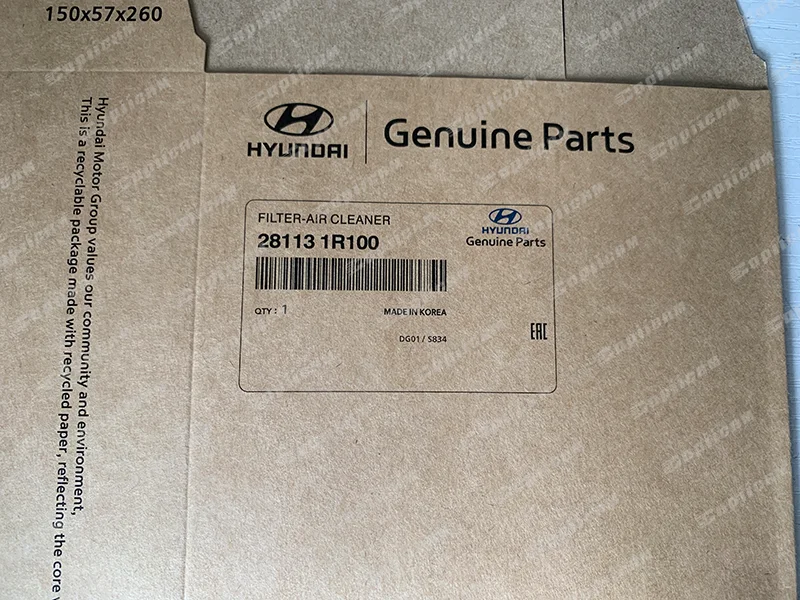 150x57x260
HYUNDAI
Genuine Parts
FILTER-AIR CLEANER
28113 1R100
HYUNDAI
Genuine Parts
QTY : 1
MADE IN KOREA
DG01 / S834
EAC
Hyundai Motor Group values our community and environment,
This is a recyclable package made with recycled paper, reflecting the core